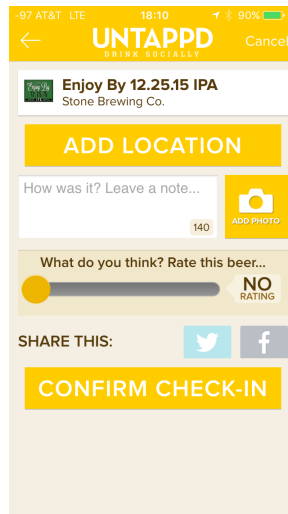 -97 AT&T LTE 18:10 90%
UNTAPPD Cancel
DRINK SOCIALLY
Enjoy By 12.25.15 IPA
Stone Brewing Co.
ADD LOCATION
How was it? Leave a note...
140
ADD PHOTO
What do you think? Rate this beer...
NO
RATING
SHARE THIS:
CONFIRM CHECK-IN